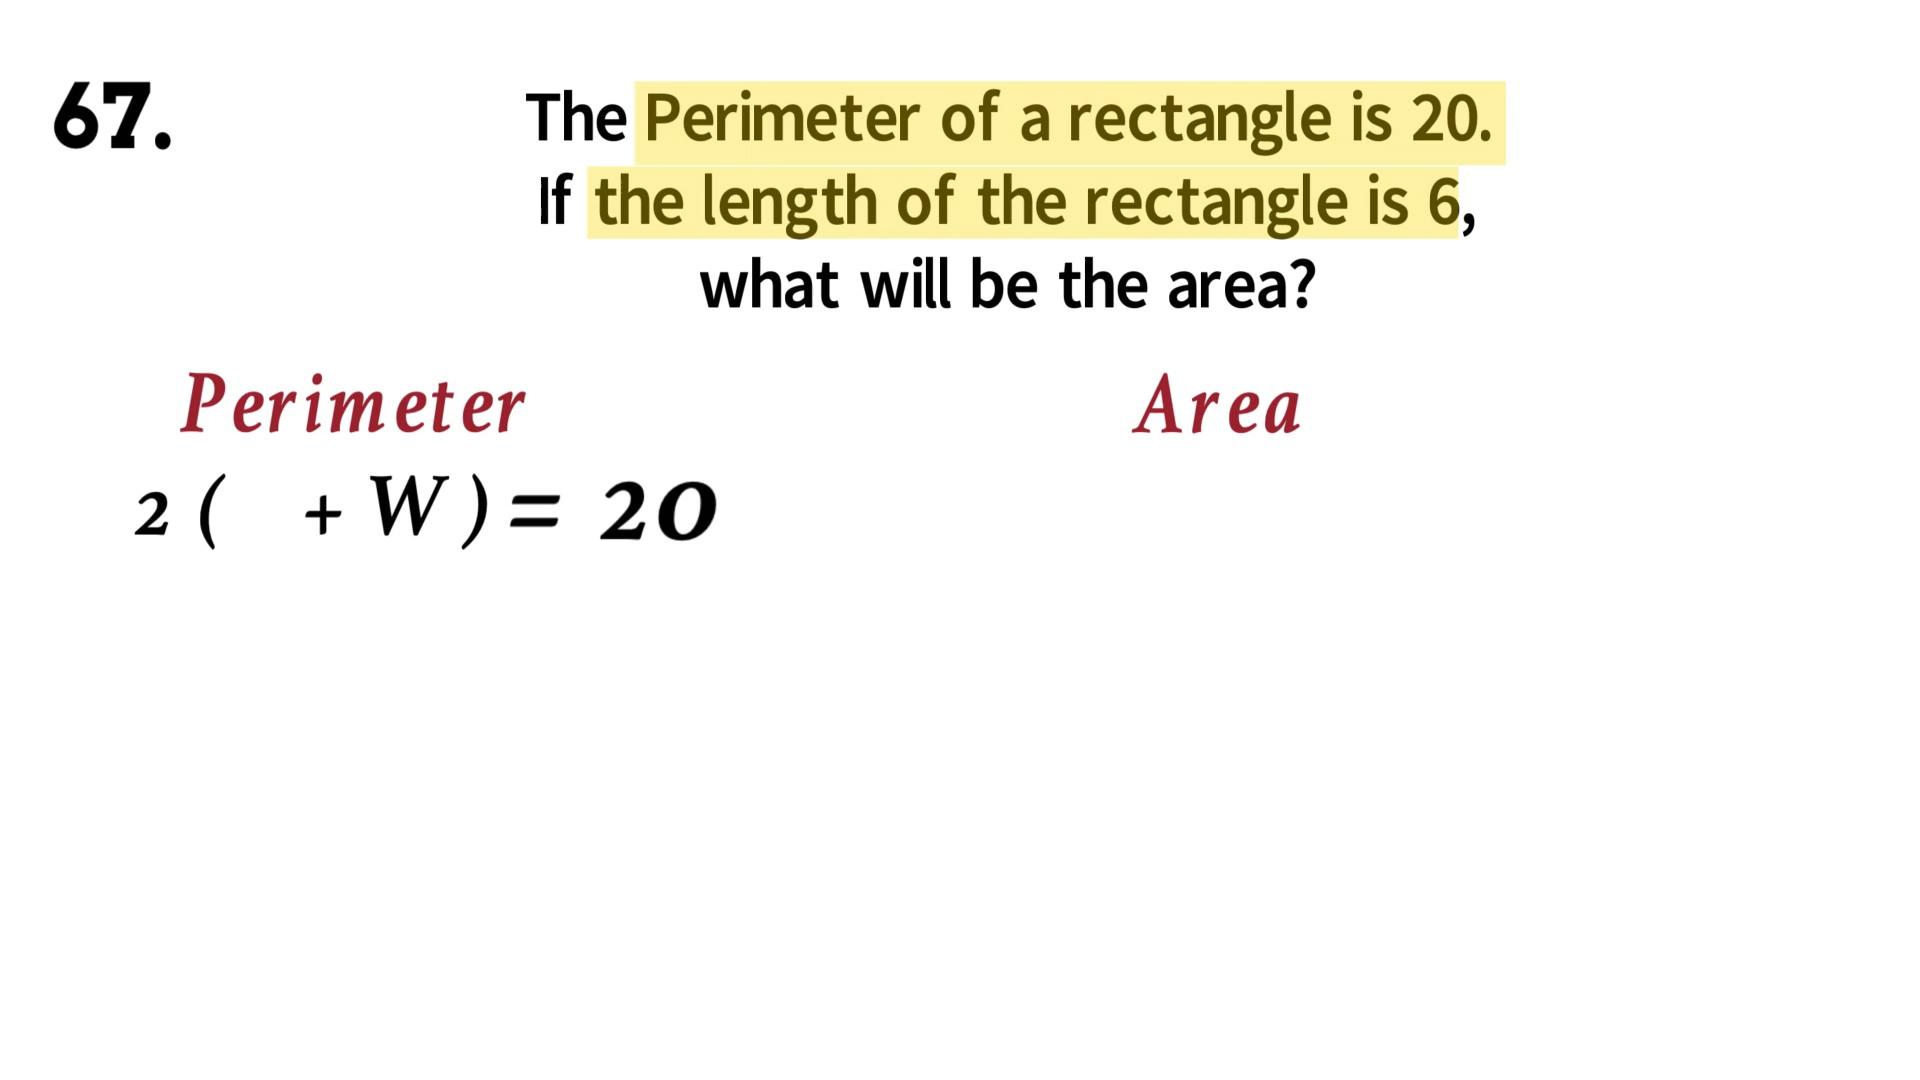 67.
The Perimeter of a rectangle is 20.
If the length of the rectangle is 6,
what will be the area?
Perimeter
Area
2 ( + W ) = 20